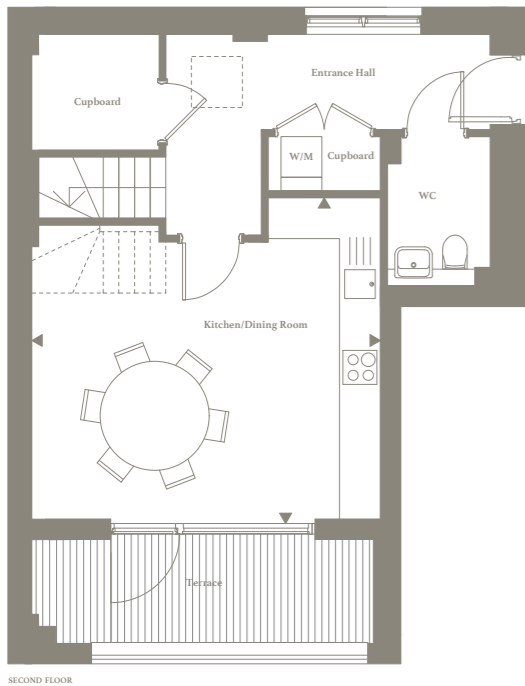 Entrance Hall
Cupboard
W/M
Cupboard
WC
Kitchen/Dining Room
Terrace
SECOND FLOOR